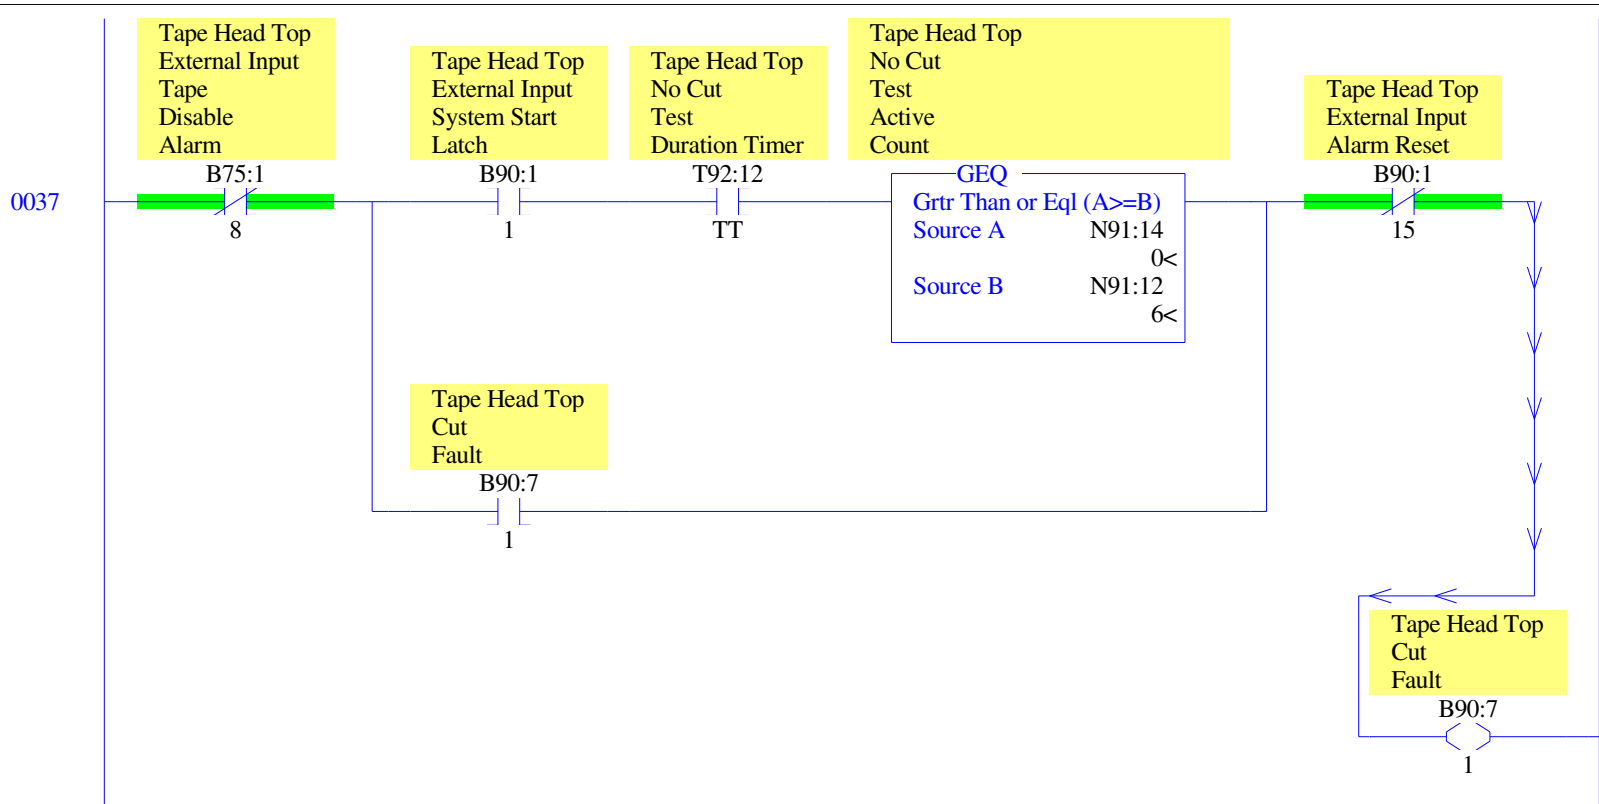 Tape Head Top
External Input
Tape
Disable
Alarm
B75:1
8
Tape Head Top
External Input
System Start
Latch
B90:1
1
Tape Head Top
No Cut
Test
Duration Timer
T92:12
TT
Tape Head Top
No Cut
Test
Active
Count
GEQ
Grtr Than or Eql (A>=B)
Source A N91:14
0<
Source B N91:12
6<
Tape Head Top
External Input
Alarm Reset
B90:1
15
0037
Tape Head Top
Cut
Fault
B90:7
1
Tape Head Top
Cut
Fault
B90:7
1